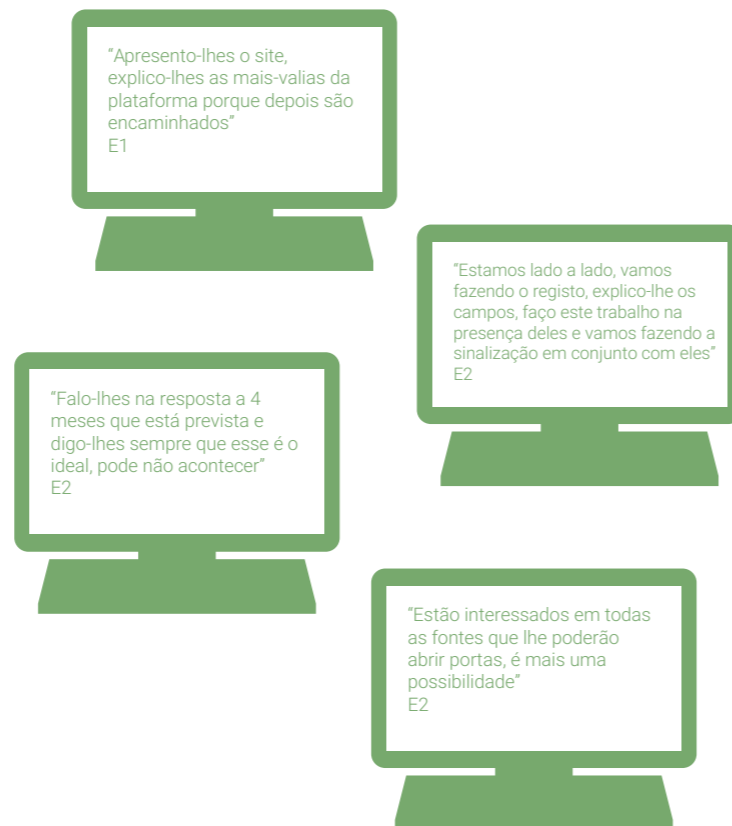 “Apresento-lhes o site,
explico-lhes as mais-valias da
plataforma porque depois são
encaminhados”
E1
“Estamos lado a lado, vamos
fazendo o registo, explico-lhe os
campos, faço este trabalho na
presença deles e vamos fazendo a
sinalização em conjunto com eles”
E2
“Falo-lhes na resposta a 4
meses que está prevista e
digo-lhes sempre que esse é o
ideal, pode não acontecer”
E2
“Estão interessados em todas
as fontes que lhe poderão
abrir portas, é mais uma
possibilidade”
E2